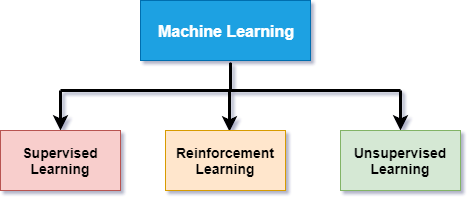 Machine Learning
Supervised
Learning
Reinforcement
Learning
Unsupervised
Learning